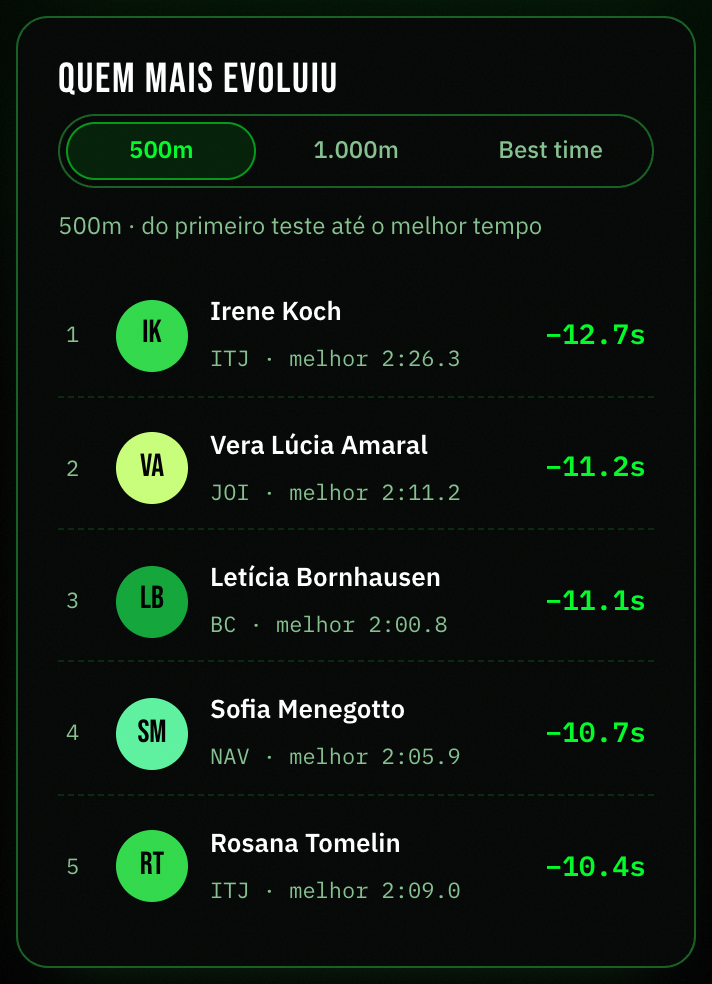 QUEM MAIS EVOLUIU
500m 1.000m Best time
500m · do primeiro teste até o melhor tempo
1 IK Irene Koch −12.7s
ITJ · melhor 2:26.3
2 VA Vera Lúcia Amaral −11.2s
JOI · melhor 2:11.2
3 LB Letícia Bornhausen −11.1s
BC · melhor 2:00.8
4 SM Sofia Menegotto −10.7s
NAV · melhor 2:05.9
5 RT Rosana Tomelin −10.4s
ITJ · melhor 2:09.0